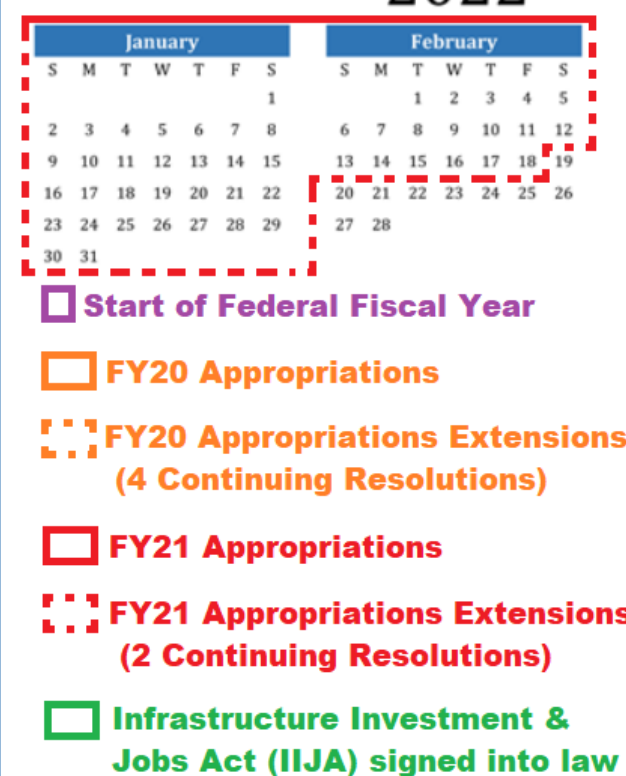 2022
January February
S M T W T F S S M T W T F S
1 1 2 3 4 5
2 3 4 5 6 7 8 6 7 8 9 10 11 12
9 10 11 12 13 14 15 13 14 15 16 17 18 19
16 17 18 19 20 21 22 20 21 22 23 24 25 26
23 24 25 26 27 28 29 27 28
30 31
Start of Federal Fiscal Year
FY20 Appropriations
FY20 Appropriations Extensions
(4 Continuing Resolutions)
FY21 Appropriations
FY21 Appropriations Extensions
(2 Continuing Resolutions)
Infrastructure Investment &
Jobs Act (IIJA) signed into law